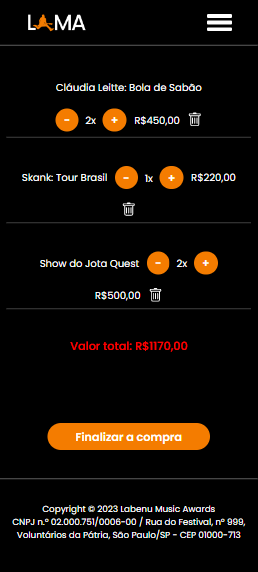 LAMA
Cláudia Leitte: Bola de Sabão
- 2x + R$450,00
Skank: Tour Brasil - 1x + R$220,00
Show do Jota Quest - 2x +
R$500,00
Valor total: R$1170,00
Finalizar a compra
Copyright © 2023 Labenu Music Awards
CNPJ n.º 02.000.751/0006-00 / Rua do Festival, nº 999,
Voluntários da Pátria, São Paulo/SP - CEP 01000-713